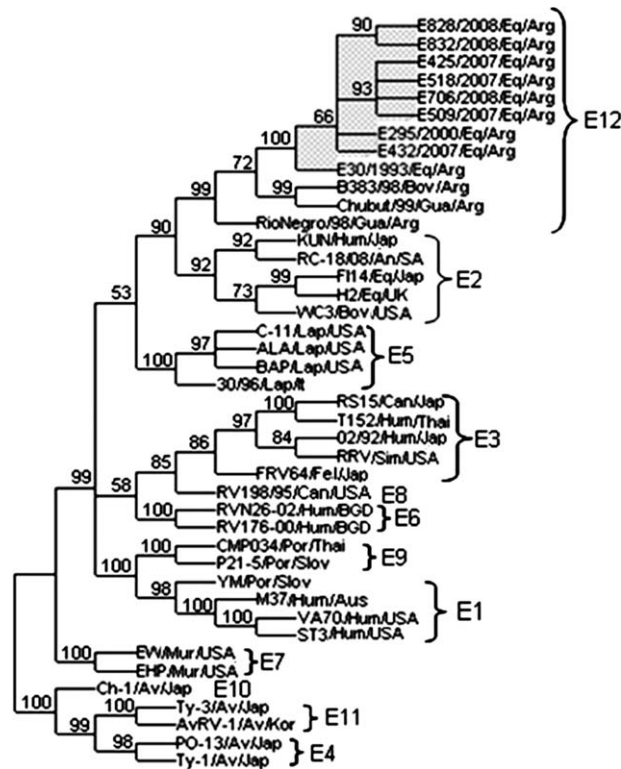 90
E828/2008/Eq/Arg
E832/2008/Eq/Arg
E425/2007/Eq/Arg
93
E518/2007/Eq/Arg
E706/2008/Eq/Arg
E509/2007/Eq/Arg
E12
66
E295/2000/Eq/Arg
E432/2007/Eq/Arg
100
E30/1993/Eq/Arg
72
B383/98/Bov/Arg
99
Chubut/99/Gua/Arg
99
RioNegro/98/Gua/Arg
90
92
KUN/Hum/Jap
RC-18/08/An/SA
92
99
FI14/Eq/Jap
E2
H2/Eq/UK
73
WC3/Bov/USA
53
C-11/Lap/USA
97
ALA/Lap/USA
E5
BAP/Lap/USA
100
30/96/Lap/It
100
RS15/Can/Jap
T152/Hum/Thai
97
02/92/Hum/Jap
E3
84
RRV/Sim/USA
86
FRV64/Fel/Jap
85
RV198/95/Can/USA E8
99
58
RVN26-02/Hum/BGD
100
E6
RV176-00/Hum/BGD
100
CMP034/Por/Thai
E9
P21-5/Por/Slov
100
YM/Por/Slov
98
M37/Hum/Aus
E1
100
VA70/Hum/USA
100
ST3/Hum/USA
100
EW/Mur/USA
E7
EHP/Mur/USA
100
Ch-1/Av/Jap E10
100
Ty-3/Av/Jap
E11
AvRV-1/Av/Kor
99
98
PO-13/Av/Jap
E4
Ty-1/Av/Jap